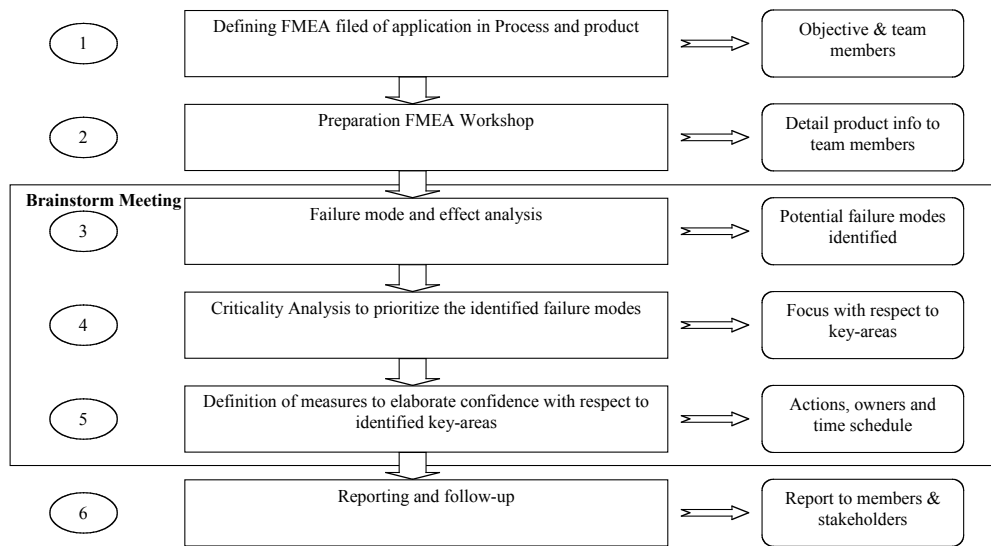 1
Defining FMEA filed of application in Process and product
Objective & team
members
2
Preparation FMEA Workshop
Detail product info to
team members
Brainstorm Meeting
3
Failure mode and effect analysis
Potential failure modes
identified
4
Criticality Analysis to prioritize the identified failure modes
Focus with respect to
key-areas
5
Definition of measures to elaborate confidence with respect to
identified key-areas
Actions, owners and
time schedule
6
Reporting and follow-up
Report to members &
stakeholders